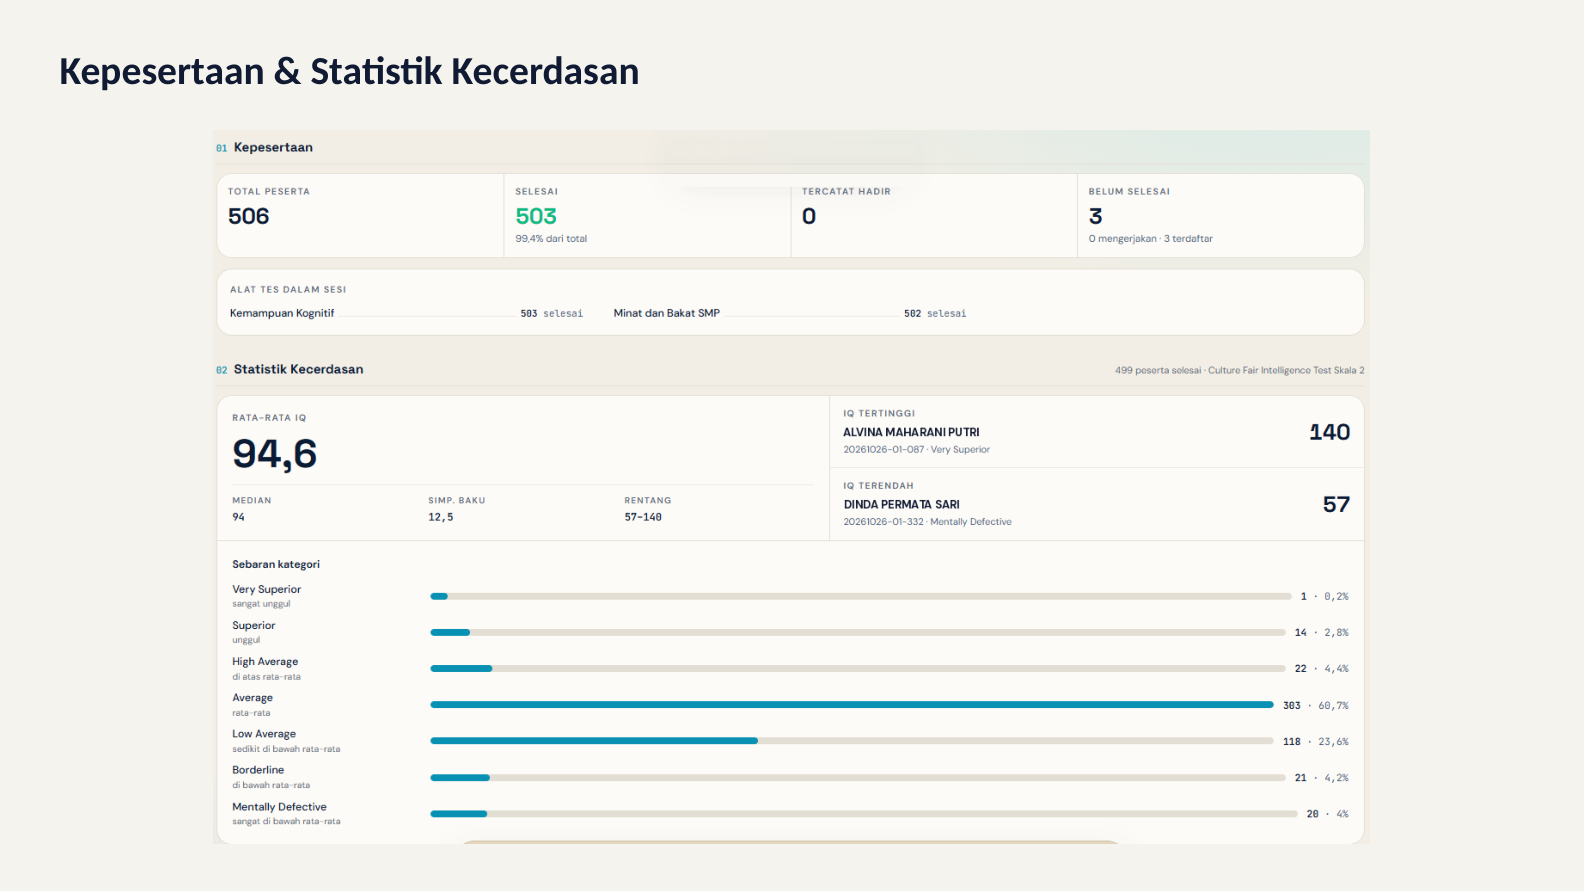 Kepesertaan & Statistik Kecerdasan
01 Kepesertaan
TOTAL PESERTA
506
SELESAI
503
99,4% dari total
TERCATAT HADIR
0
BELUM SELESAI
3
0 mengerjakan · 3 terdaftar
ALAT TES DALAM SESI
Kemampuan Kognitif 503 selesai
Minat dan Bakat SMP 502 selesai
02 Statistik Kecerdasan
499 peserta selesai · Culture Fair Intelligence Test Skala 2
RATA-RATA IQ
94,6
MEDIAN
94
SIMP. BAKU
12,5
RENTANG
57–140
IQ TERTINGGI
ALVINA MAHARANI PUTRI
20261026-01-087 · Very Superior
140
IQ TERENDAH
DINDA PERMATA SARI
20261026-01-332 · Mentally Defective
57
Sebaran kategori
Very Superior
sangat unggul
1 · 0,2%
Superior
unggul
14 · 2,8%
High Average
di atas rata-rata
22 · 4,4%
Average
rata-rata
303 · 60,7%
Low Average
sedikit di bawah rata-rata
118 · 23,6%
Borderline
di bawah rata-rata
21 · 4,2%
Mentally Defective
sangat di bawah rata-rata
20 · 4%